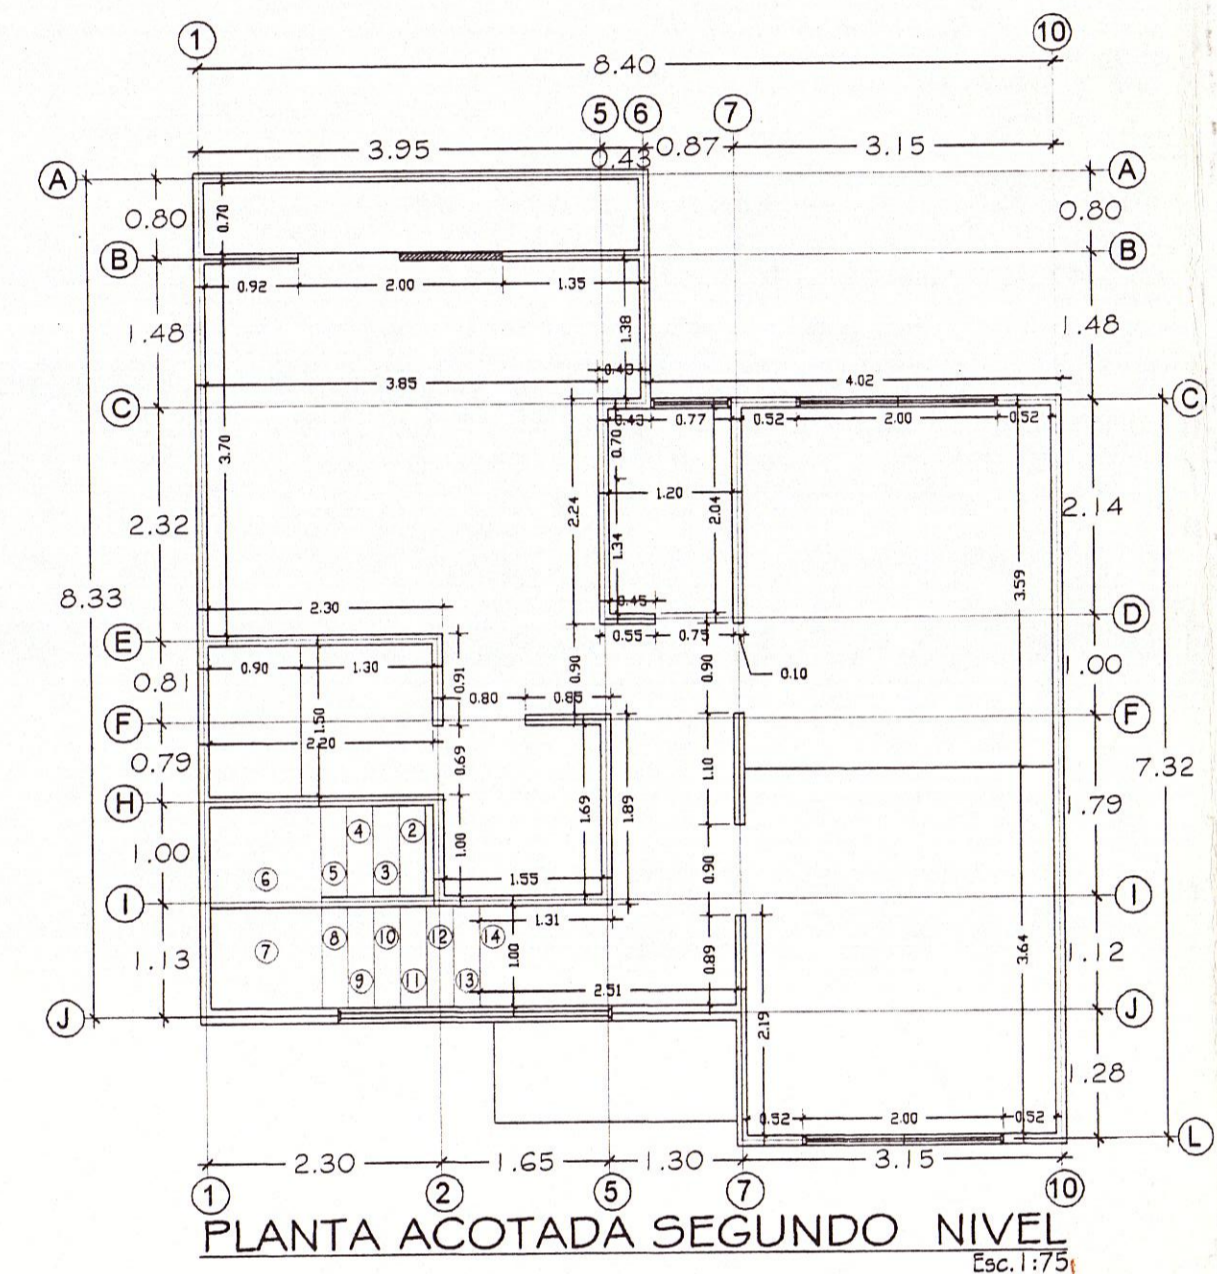 1 10
8.40
5 6 7
3.95 0.43 0.87 3.15
A A
0.80 0.70 0.80
B B
0.92 2.00 1.35
1.48 1.38 1.48
0.43
3.85 4.02
C C
0.43 0.77 0.52 2.00 0.52
3.70 0.70
1.20
2.32 2.24 2.04 2.14
1.34 3.59
8.33 2.30 0.45
D
E 0.55 0.75
0.90 1.30 0.91 0.90 0.90 0.10 1.00
0.81 0.80 0.85
F 1.50 F
2.20
0.79 0.69 1.10 7.32
H 1.69 1.89 1.79
4 2
1.00 1.00
6 5 3 0.90
1.55
I I
1.31
8 10 12 14
7 1.00 0.89 3.64 1.12
1.13
9 11 13 2.51
J J
2.19
1.28
0.52 2.00 0.52
L
2.30 1.65 1.30 3.15
1 2 5 7 10
PLANTA ACOTADA SEGUNDO NIVEL
Esc. 1:75